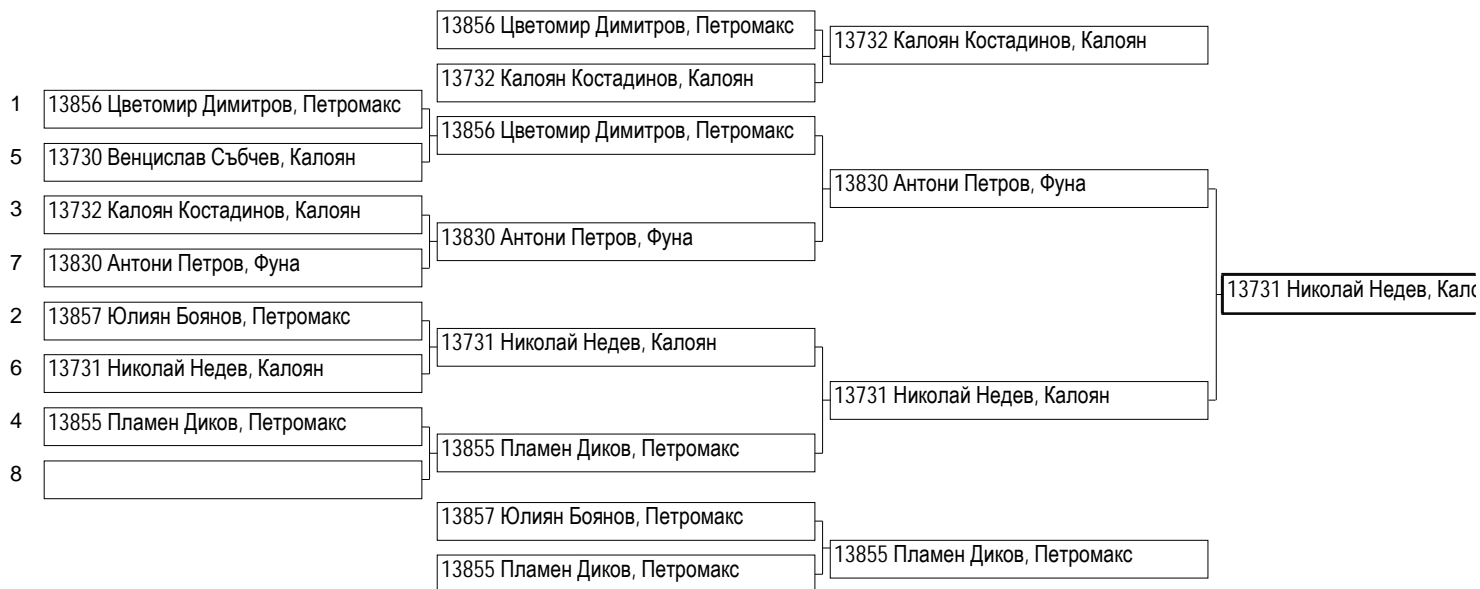 13856 Цветомир Димитров, Петромакс
13732 Калоян Костадинов, Калоян
13732 Калоян Костадинов, Калоян
1 13856 Цветомир Димитров, Петромакс
13856 Цветомир Димитров, Петромакс
5 13730 Венцислав Събчев, Калоян
13830 Антони Петров, Фуна
3 13732 Калоян Костадинов, Калоян
13830 Антони Петров, Фуна
7 13830 Антони Петров, Фуна
13731 Николай Недев,
2 13857 Юлиян Боянов, Петромакс
13731 Николай Недев, Калоян
6 13731 Николай Недев, Калоян
13731 Николай Недев, Калоян
4 13855 Пламен Диков, Петромакс
13855 Пламен Диков, Петромакс
8
13857 Юлиян Боянов, Петромакс
13855 Пламен Диков, Петромакс
13855 Пламен Диков, Петромакс